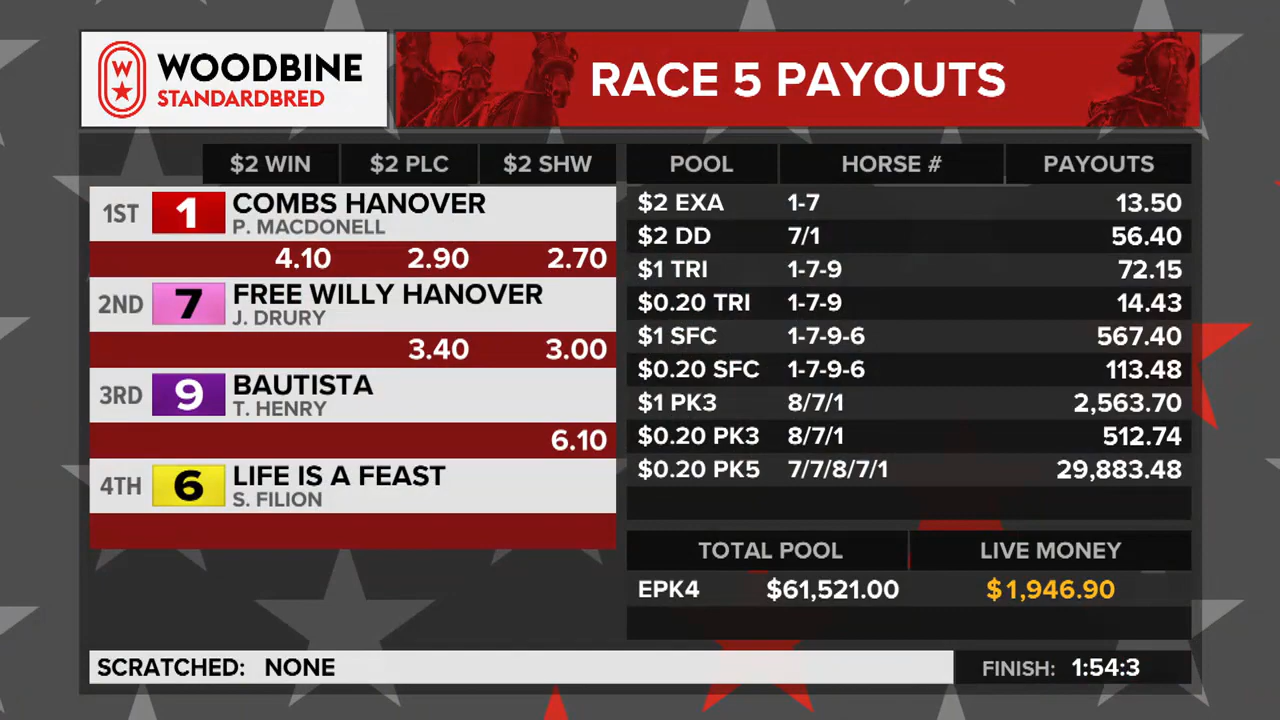 W
WOODBINE
STANDARDBRED
RACE 5 PAYOUTS
$2 WIN $2 PLC $2 SHW
1ST 1 COMBS HANOVER
P. MACDONELL
4.10 2.90 2.70
2ND 7 FREE WILLY HANOVER
J. DRURY
3.40 3.00
3RD 9 BAUTISTA
T. HENRY
6.10
4TH 6 LIFE IS A FEAST
S. FILION
POOL HORSE # PAYOUTS
$2 EXA 1-7 13.50
$2 DD 7/1 56.40
$1 TRI 1-7-9 72.15
$0.20 TRI 1-7-9 14.43
$1 SFC 1-7-9-6 567.40
$0.20 SFC 1-7-9-6 113.48
$1 PK3 8/7/1 2,563.70
$0.20 PK3 8/7/1 512.74
$0.20 PK5 7/7/8/7/1 29,883.48
TOTAL POOL LIVE MONEY
EPK4 $61,521.00 $1,946.90
SCRATCHED: NONE
FINISH: 1:54:3